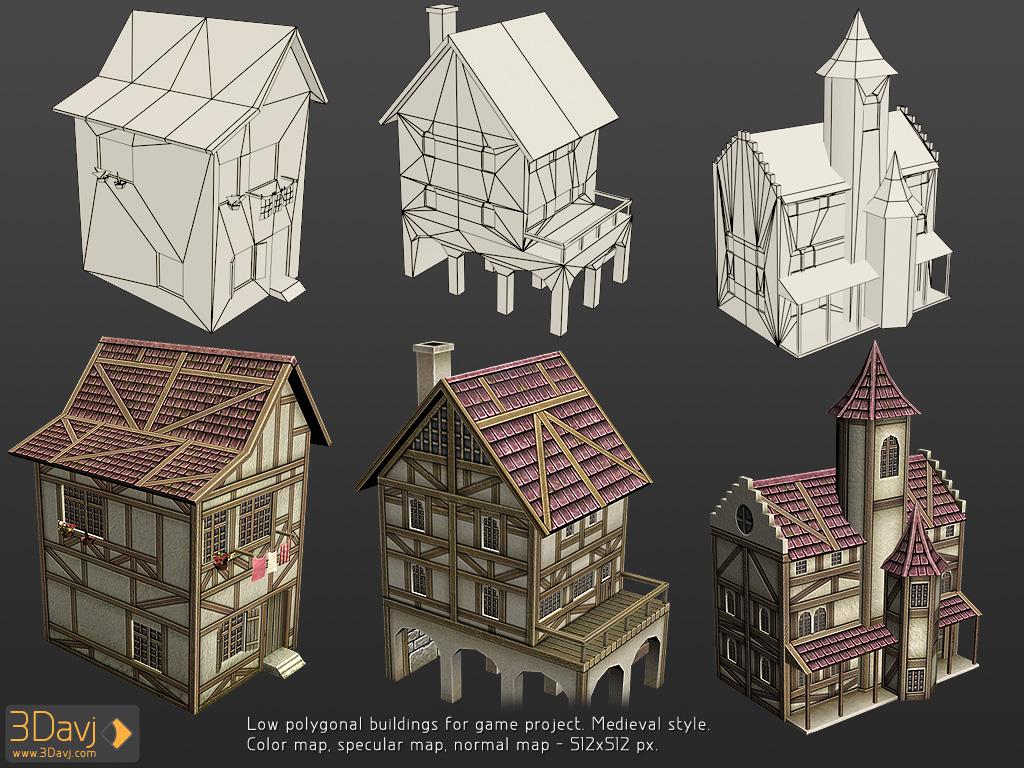 Low polygonal buildings for game project. Medieval style.
Color map, specular map, normal map - 512x512 px.
3Davj
www.3Davj.com